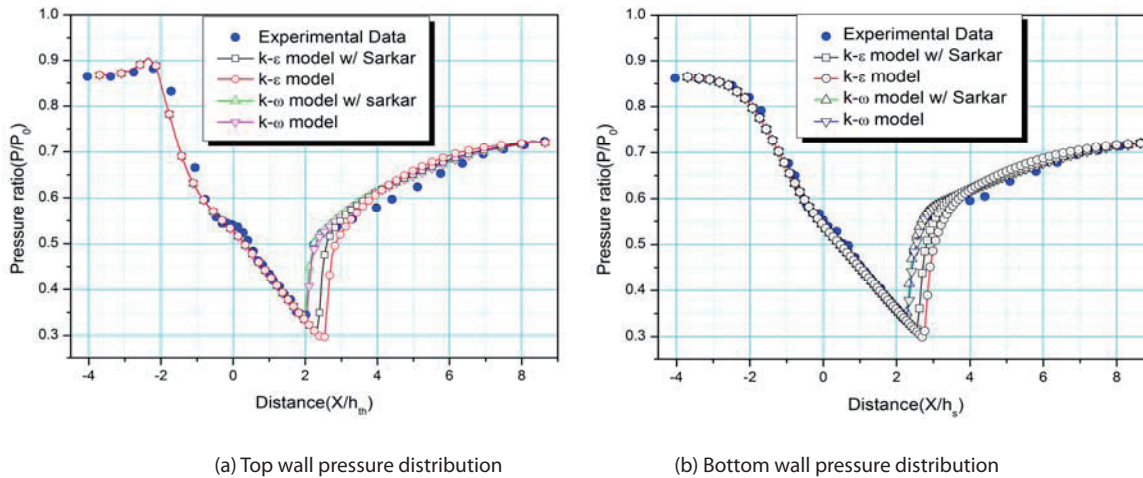 1.0
0.9
0.8
0.7
0.6
0.5
0.4
0.3
Pressure ratio(P/P0)
Experimental Data
k-ε model w/ Sarkar
k-ε model
k-ω model w/ sarkar
k-ω model
-4 -2 0 2 4 6 8
Distance(X/hth)
(a) Top wall pressure distribution
1.0
0.9
0.8
0.7
0.6
0.5
0.4
0.3
Pressure ratio(P/P0)
Experimental Data
k-ε model w/ Sarkar
k-ε model
k-ω model w/ Sarkar
k-ω model
-4 -2 0 2 4 6 8
Distance(X/hs)
(b) Bottom wall pressure distribution